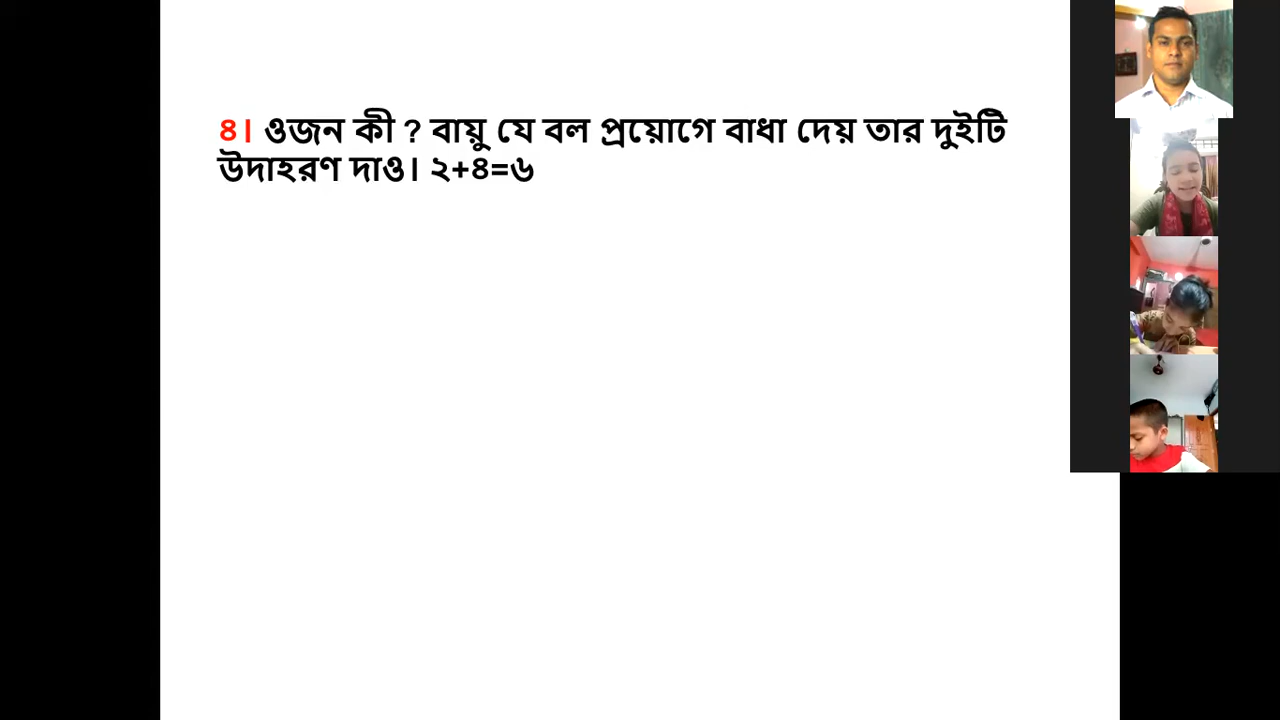 ৪। ওজন কী ? বায়ু যে বল প্রয়োগে বাধা দেয় তার দুইটি
উদাহরণ দাও। ২+৪=৬